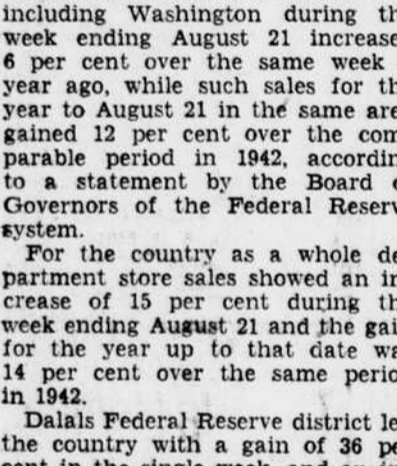 including Washington during th
week ending August 21 increase
6 per cent over the same week
year ago, while such sales for th
year to August 21 in the same are
gained 12 per cent over the com
parable period in 1942, accordin
to a statement by the Board
Governors of the Federal Reserv
system.
For the country as a whole de
partment store sales showed an in
crease of 15 per cent during th
week ending August 21 and the gai
for the year up to that date wa
14 per cent over the same perio
in 1942.
Dalals Federal Reserve district le
the country with a gain of 36 pe
cent in the single week